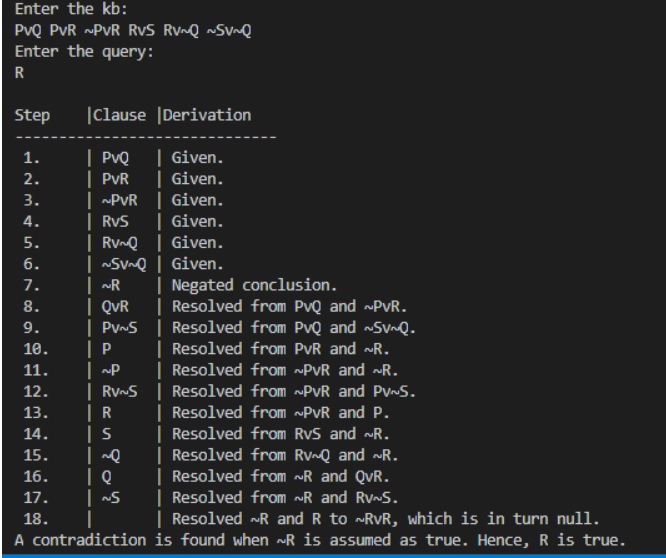 Enter the kb:
PvQ PvR ~PvR RvS Rv~Q ~Sv~Q
Enter the query:
R
Step |Clause |Derivation
------------------------------
1. | PvQ | Given.
2. | PvR | Given.
3. | ~PvR | Given.
4. | RvS | Given.
5. | Rv~Q | Given.
6. | ~Sv~Q | Given.
7. | ~R | Negated conclusion.
8. | QvR | Resolved from PvQ and ~PvR.
9. | Pv~S | Resolved from PvQ and ~Sv~Q.
10. | P | Resolved from PvR and ~R.
11. | ~P | Resolved from ~PvR and ~R.
12. | Rv~S | Resolved from ~PvR and Pv~S.
13. | R | Resolved from ~PvR and P.
14. | S | Resolved from RvS and ~R.
15. | ~Q | Resolved from Rv~Q and ~R.
16. | Q | Resolved from ~R and QvR.
17. | ~S | Resolved from ~R and Rv~S.
18. | | Resolved ~R and R to ~RvR, which is in turn null.
A contradiction is found when ~R is assumed as true. Hence, R is true.